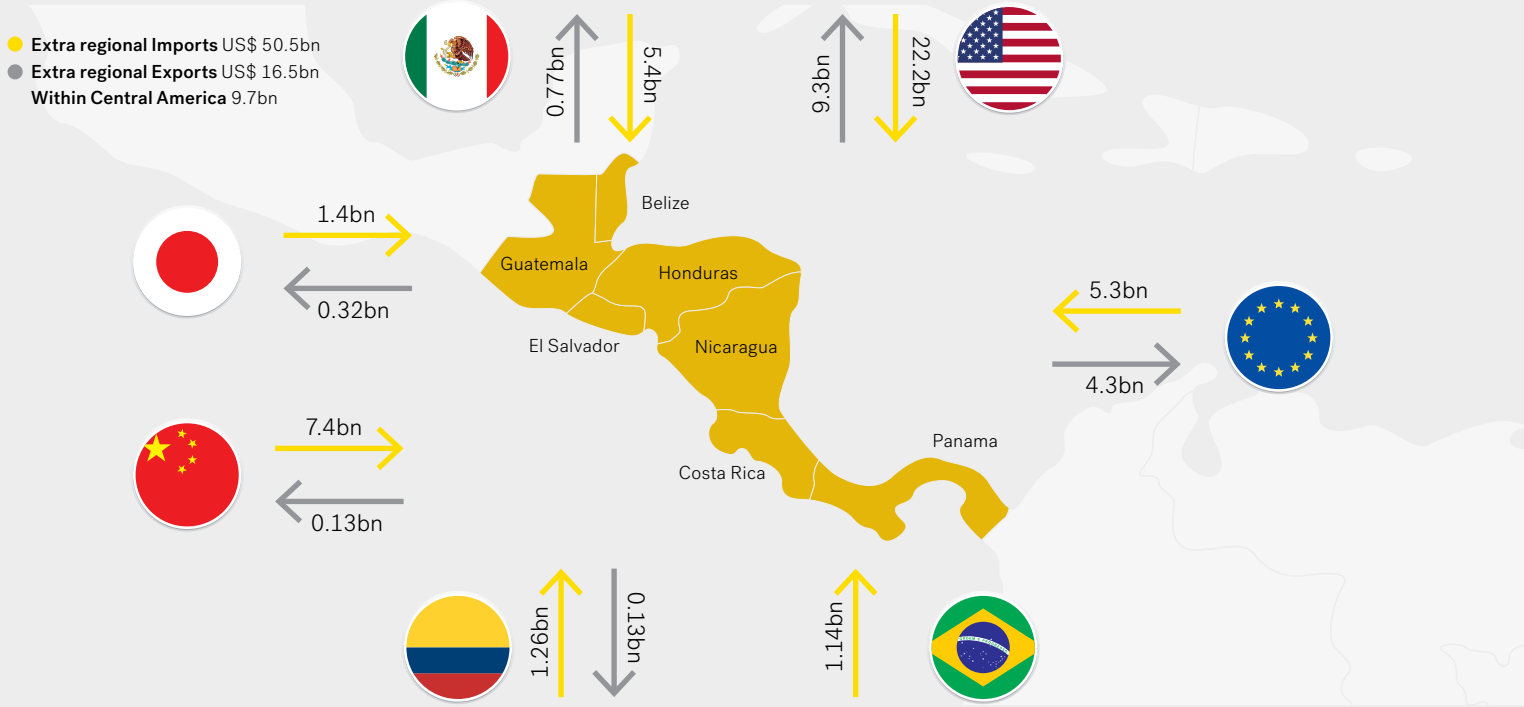 Extra regional Imports US$ 50.5bn
Extra regional Exports US$ 16.5bn
Within Central America 9.7bn
0.77bn
5.4bn
9.3bn
22.2bn
1.4bn
0.32bn
Belize
Guatemala
Honduras
El Salvador
Nicaragua
5.3bn
4.3bn
7.4bn
0.13bn
Costa Rica
Panama
1.26bn
0.13bn
1.14bn